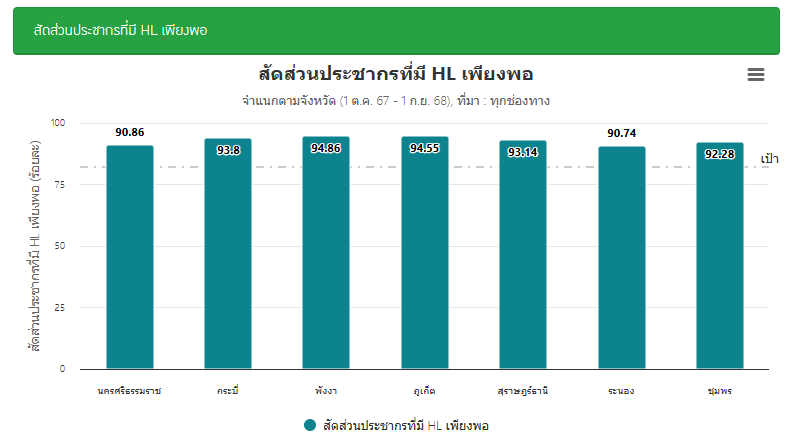 สัดส่วนประชากรที่มี HL เพียงพอ
สัดส่วนประชากรที่มี HL เพียงพอ
จำแนกตามจังหวัด (1 ต.ค. 67 - 1 ก.ย. 68), ที่มา : ทุกช่องทาง
สัดส่วนประชากรที่มี HL เพียงพอ (ร้อยละ)
100
75
50
25
0
90.86
93.8
94.86
94.55
93.14
90.74
92.28
เป้า
นครศรีธรรมราช
กระบี่
พังงา
ภูเก็ต
สุราษฎร์ธานี
ระนอง
ชุมพร
สัดส่วนประชากรที่มี HL เพียงพอ